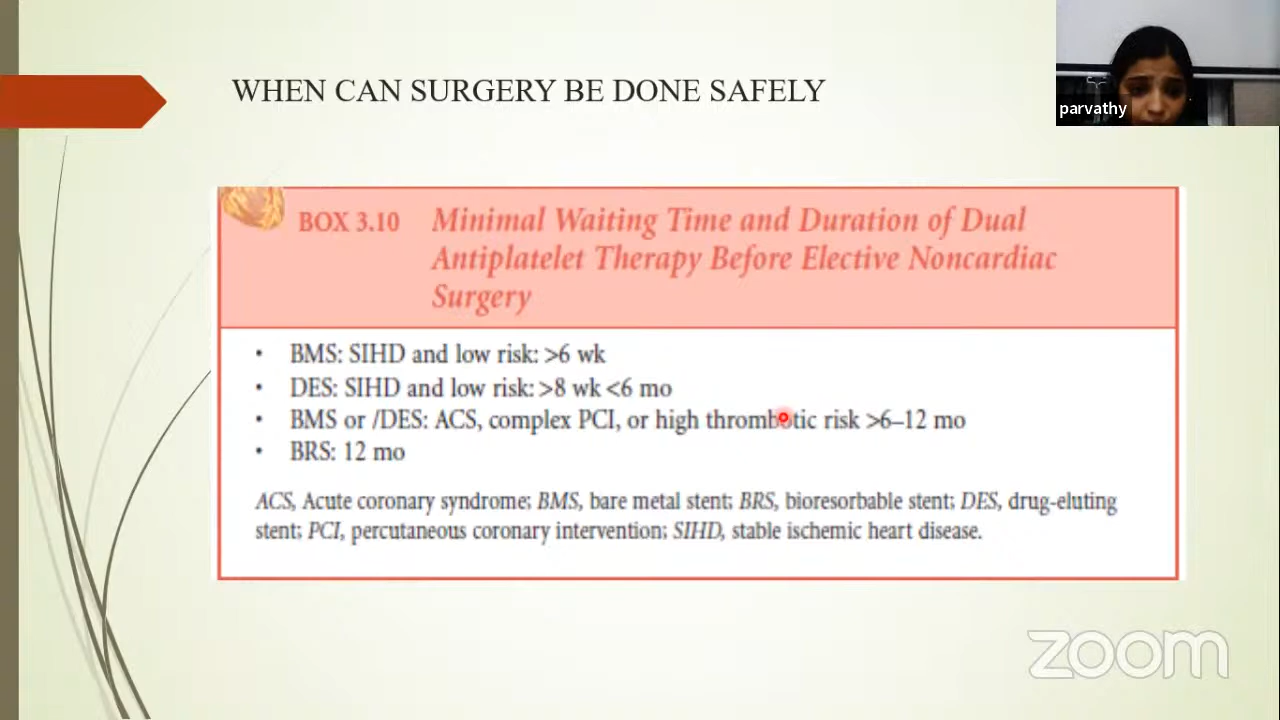 WHEN CAN SURGERY BE DONE SAFELY
parvathy
BOX 3.10 Minimal Waiting Time and Duration of Dual
Antiplatelet Therapy Before Elective Noncardiac
Surgery
• BMS: SIHD and low risk: >6 wk
• DES: SIHD and low risk: >8 wk <6 mo
• BMS or /DES: ACS, complex PCI, or high thrombotic risk >6–12 mo
• BRS: 12 mo
ACS, Acute coronary syndrome; BMS, bare metal stent; BRS, bioresorbable stent; DES, drug-eluting
stent; PCI, percutaneous coronary intervention; SIHD, stable ischemic heart disease.
zoom